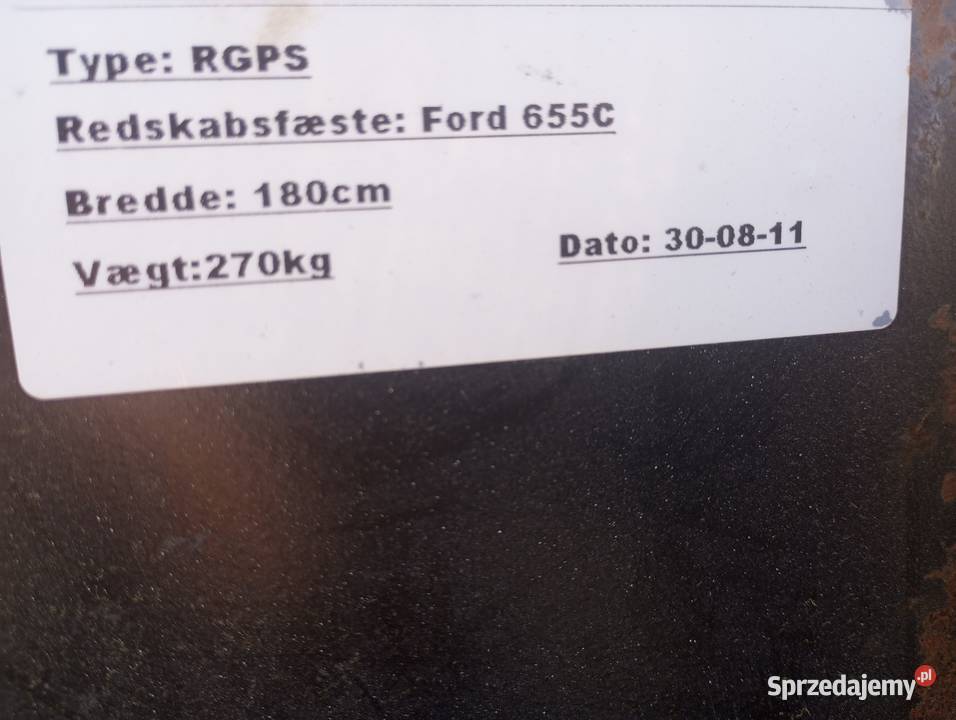 Type: RGPS
Redskabsfæste: Ford 655C
Bredde: 180cm
Vægt:270kg
Dato: 30-08-11
Sprzedajemy.pl